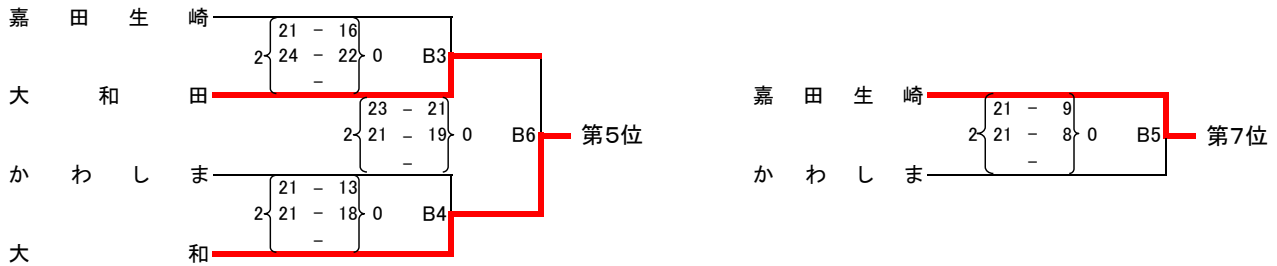 嘉田生崎
21 - 16
2 24 - 22 0 B3
-
大和田
23 - 21
2 21 - 19 0 B6 第5位
-
かわしま
21 - 13
2 21 - 18 0 B4
-
大和
嘉田生崎
21 - 9
2 21 - 8 0 B5 第7位
-
かわしま